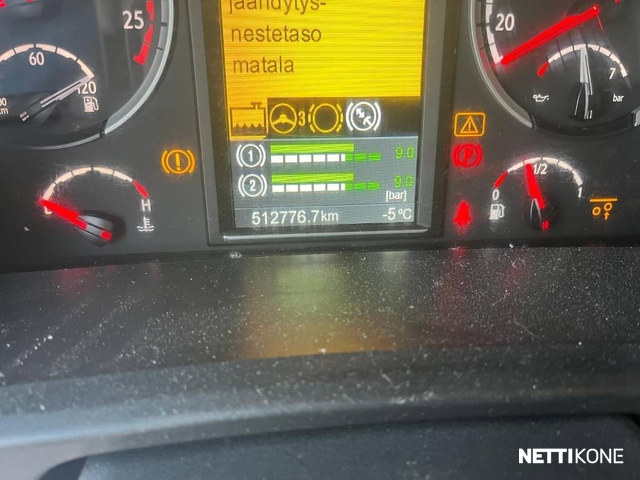 jäähdytys-
nestetaso
matala
25
60
120
20
7
bar
3
1
9.0
2
9.0
[bar]
512776.7km
-5°C
H
0
1/2
1
NETTIKONE